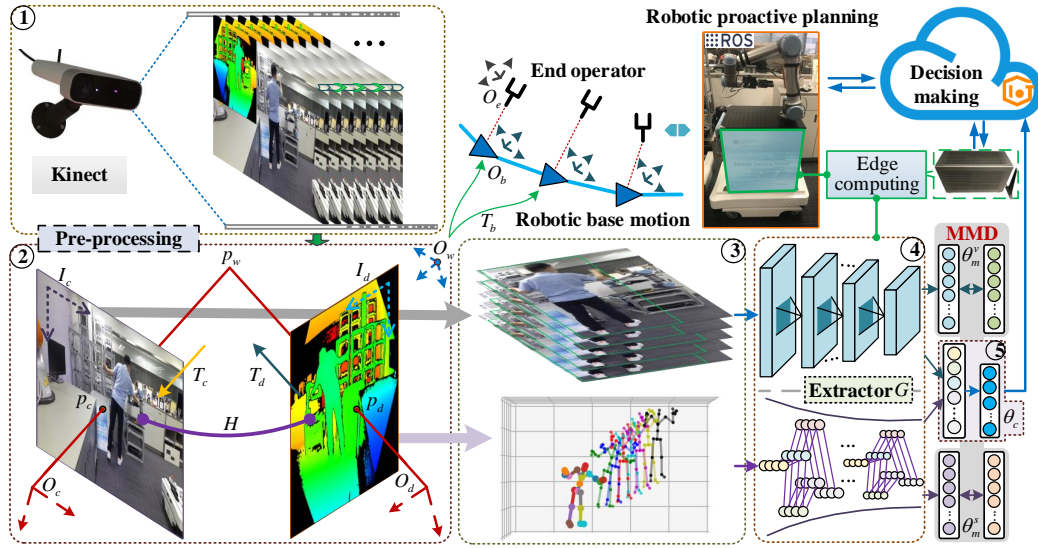 1
Kinect
Robotic proactive planning
ROS
Decision making
IoT
End operator
O_e
O_b
Robotic base motion
T_b
Edge computing
Pre-processing
2
I_c
p_w
I_d
O_w
T_c
T_d
p_c
p_d
H
O_c
O_d
3
4
Extractor G
MMD
θ_m^v
5
θ_c
θ_m^s